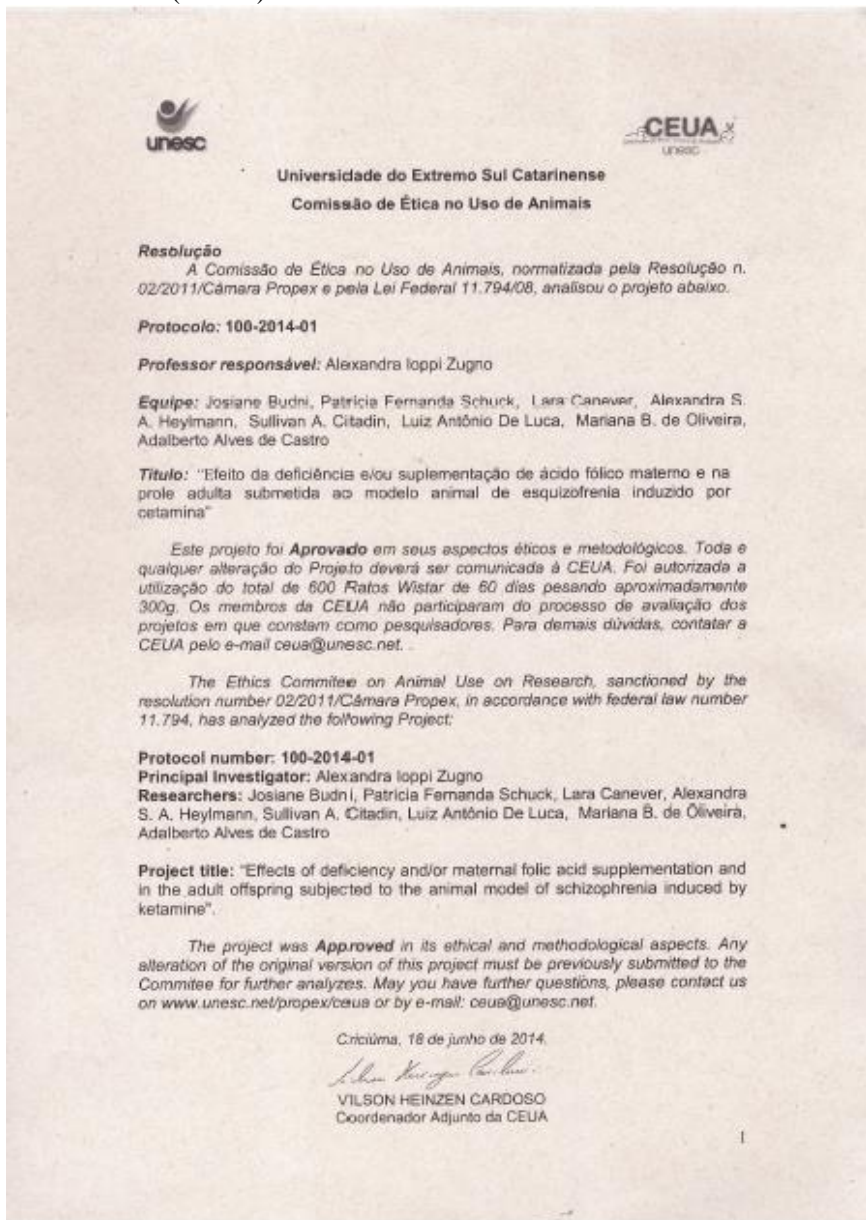 unesc
CEUA
unesc
Universidade do Extremo Sul Catarinense
Comissão de Ética no Uso de Animais
Resolução
A Comissão de Ética no Uso de Animais, normatizada pela Resolução n.
02/2011/Câmara Propex e pela Lei Federal 11.794/08, analisou o projeto abaixo.
Protocolo: 100-2014-01
Professor responsável: Alexandra Ioppi Zugno
Equipe: Josiane Budni, Patrícia Fernanda Schuck, Lara Canever, Alexandra S.
A. Heylmann, Sullivan A. Citadin, Luiz Antônio De Luca, Mariana B. de Oliveira,
Adalberto Alves de Castro
Título: "Efeito da deficiência e/ou suplementação de ácido fólico materno e na
prole adulta submetida ao modelo animal de esquizofrenia induzido por
cetamina"
Este projeto foi Aprovado em seus aspectos éticos e metodológicos. Toda e
qualquer alteração do Projeto deverá ser comunicada à CEUA. Foi autorizada a
utilização do total de 600 Ratos Wistar de 60 dias pesando aproximadamente
300g. Os membros da CEUA não participaram do processo de avaliação dos
projetos em que constam como pesquisadores. Para demais dúvidas, contatar a
CEUA pelo e-mail ceua@unesc.net.
The Ethics Commitee on Animal Use on Research, sanctioned by the
resolution number 02/2011/Câmara Propex, in accordance with federal law number
11.794, has analyzed the following Project:
Protocol number: 100-2014-01
Principal Investigator: Alexandra Ioppi Zugno
Researchers: Josiane Budni, Patrícia Fernanda Schuck, Lara Canever, Alexandra
S. A. Heylmann, Sullivan A. Citadin, Luiz Antônio De Luca, Mariana B. de Oliveira,
Adalberto Alves de Castro
Project title: "Effects of deficiency and/or maternal folic acid supplementation and
in the adult offspring subjected to the animal model of schizophrenia induced by
ketamine".
The project was Approved in its ethical and methodological aspects. Any
alteration of the original version of this project must be previously submitted to the
Commitee for further analyzes. May you have further questions, please contact us
on www.unesc.net/propex/ceua or by e-mail: ceua@unesc.net.
Criciúma, 18 de junho de 2014.
VILSON HEINZEN CARDOSO
Coordenador Adjunto da CEUA
1